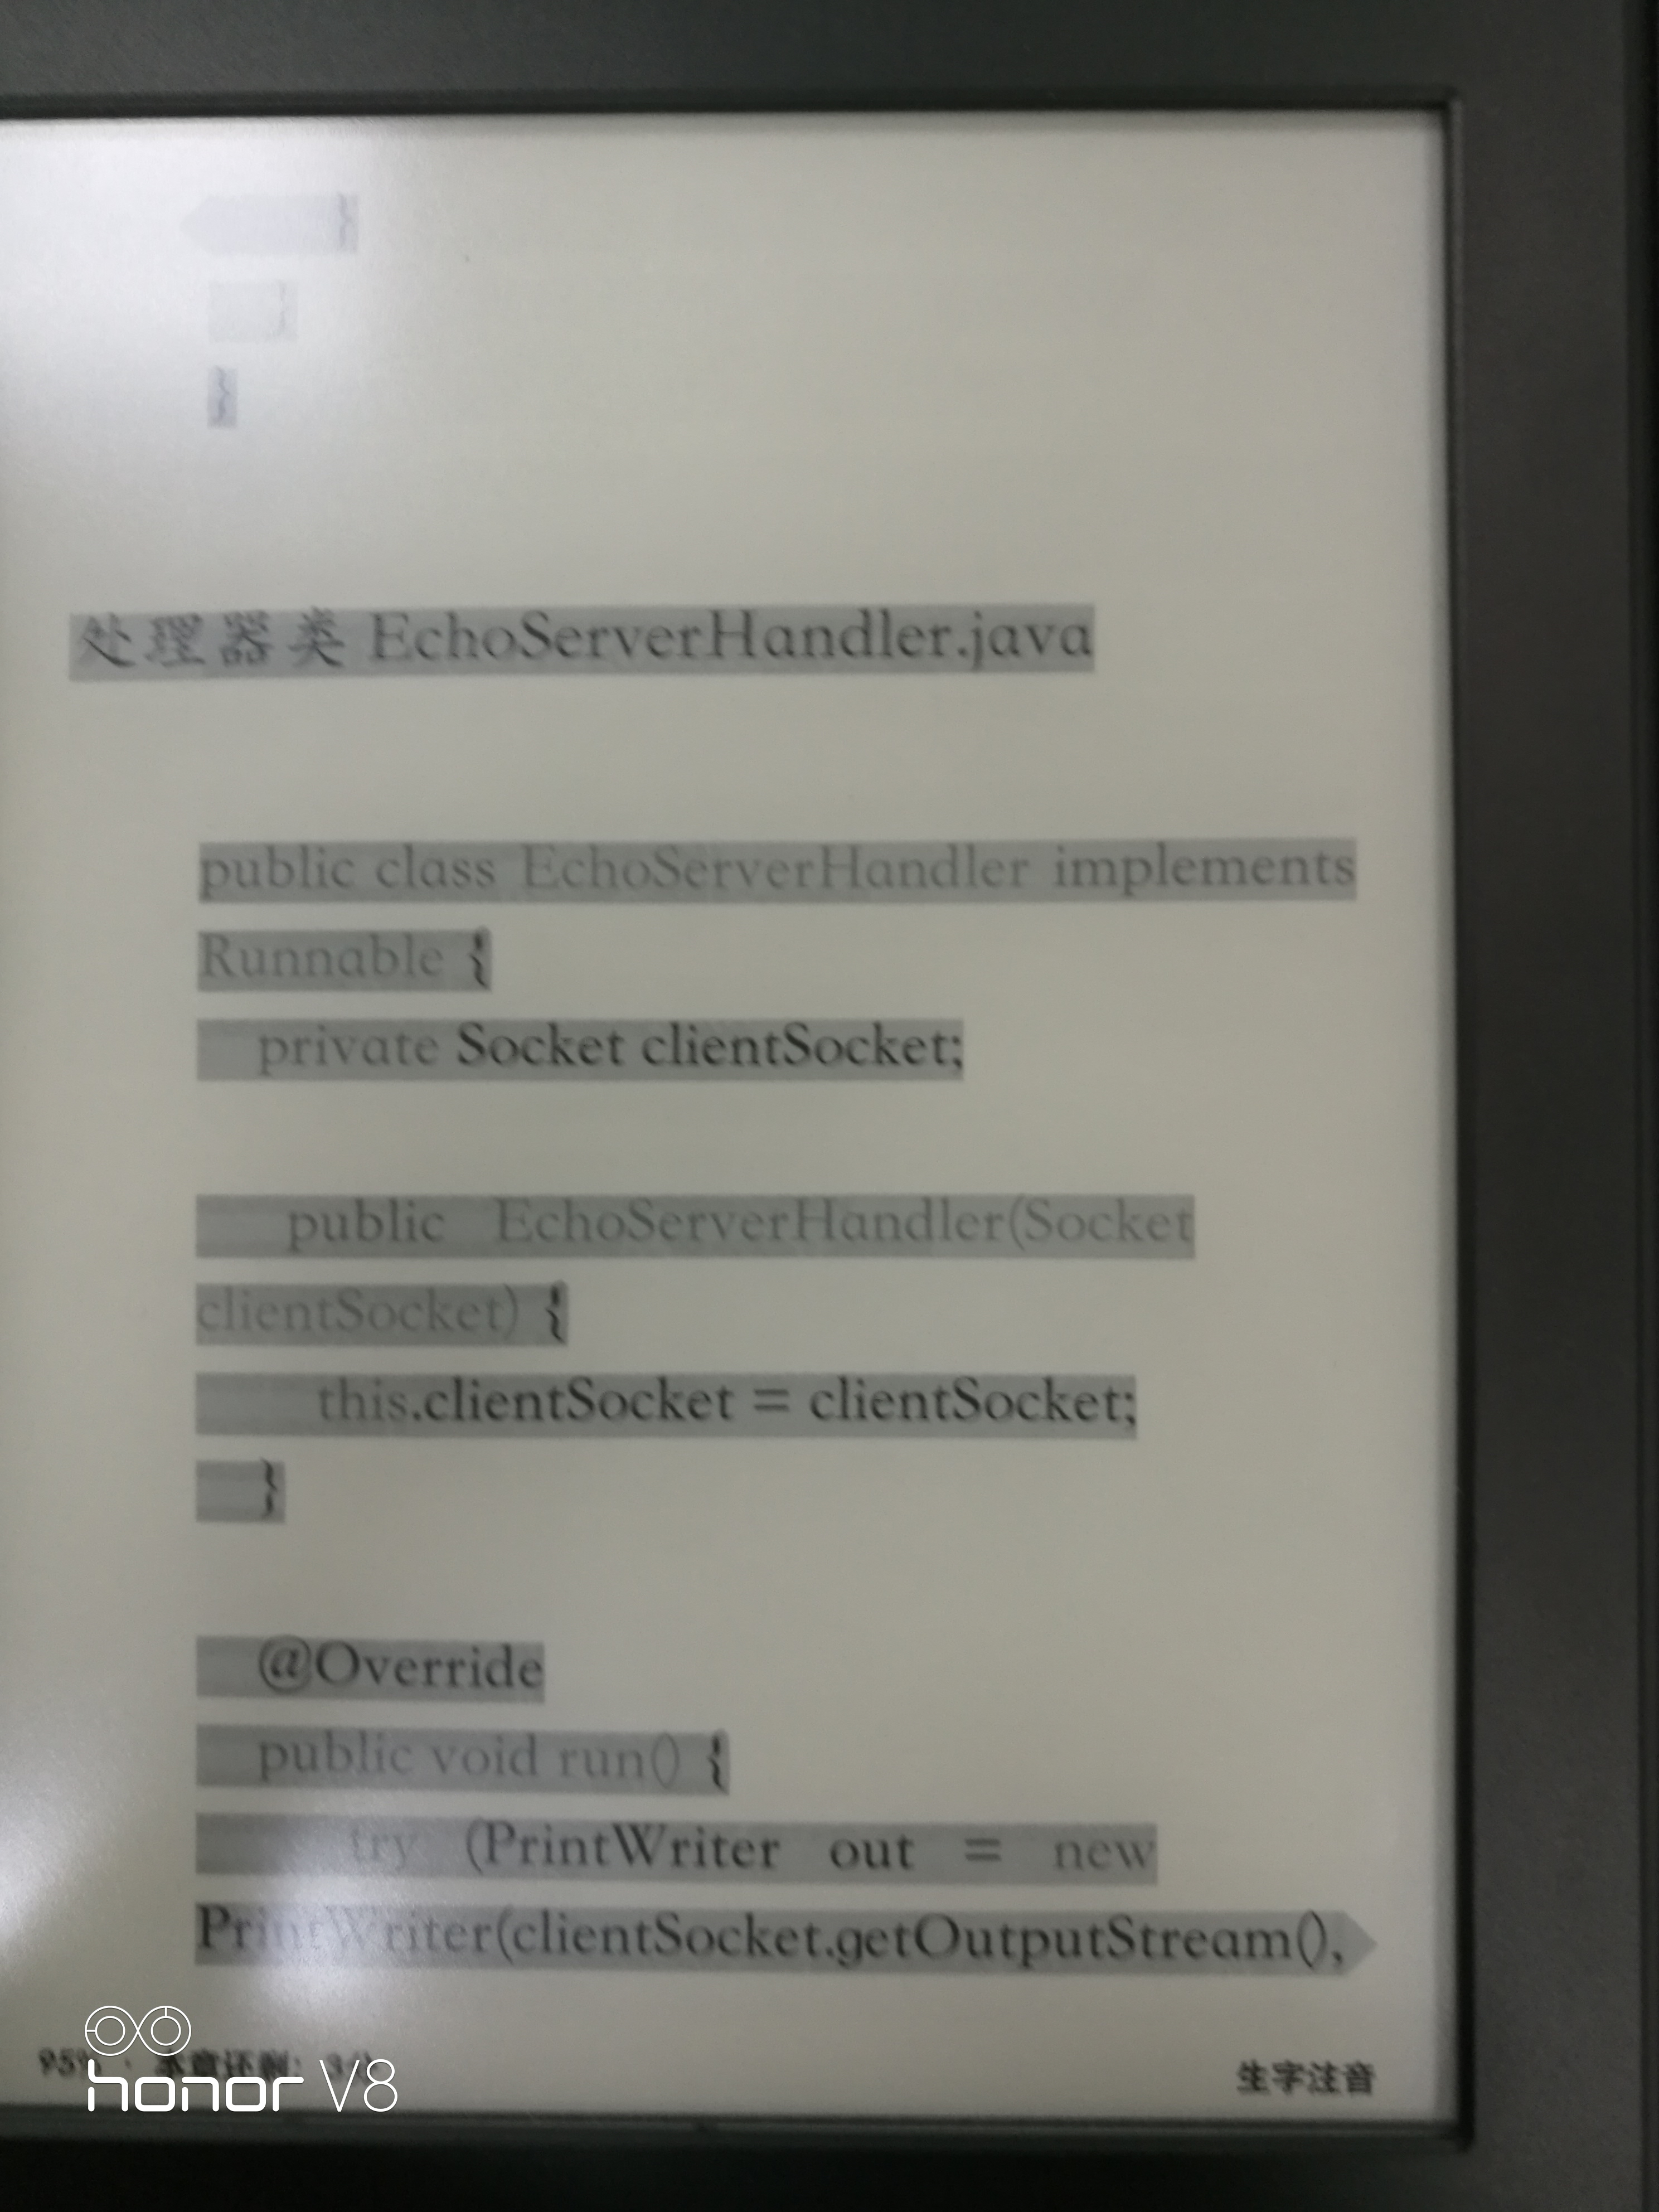 }
}
}
处理器类 EchoServerHandler.java
public class EchoServerHandler implements
Runnable {
private Socket clientSocket;
public EchoServerHandler(Socket
clientSocket) {
this.clientSocket = clientSocket;
}
@Override
public void run() {
try (PrintWriter out = new
PrintWriter(clientSocket.getOutputStream(),
95% · 本章还剩: 3分
生字注音
honor V8